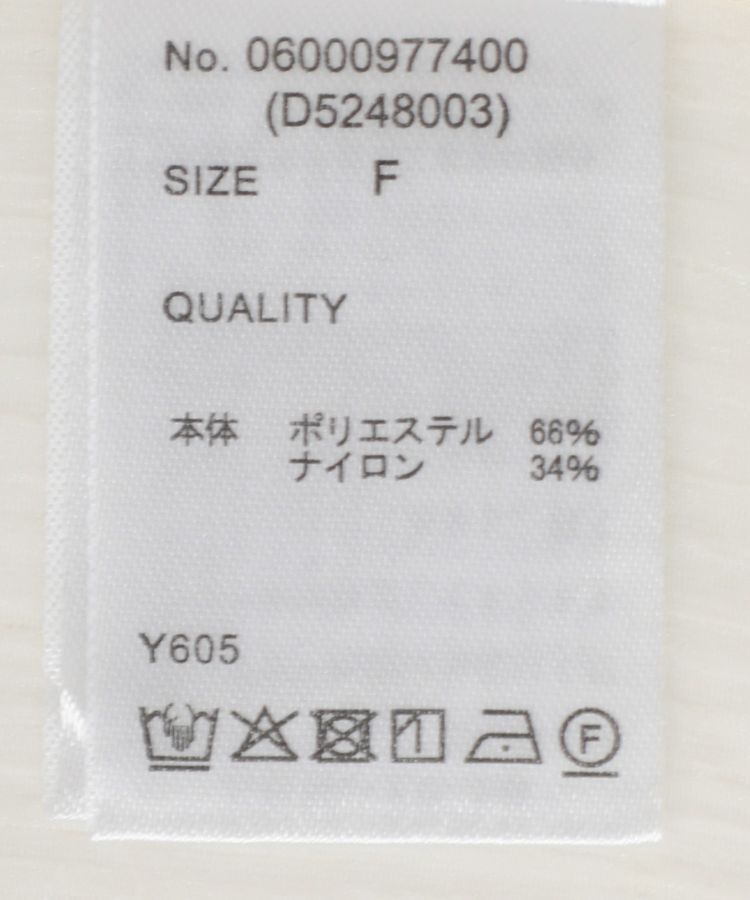 No. 06000977400
(D5248003)
SIZE F
QUALITY
本体 ポリエステル 66%
ナイロン 34%
Y605
F